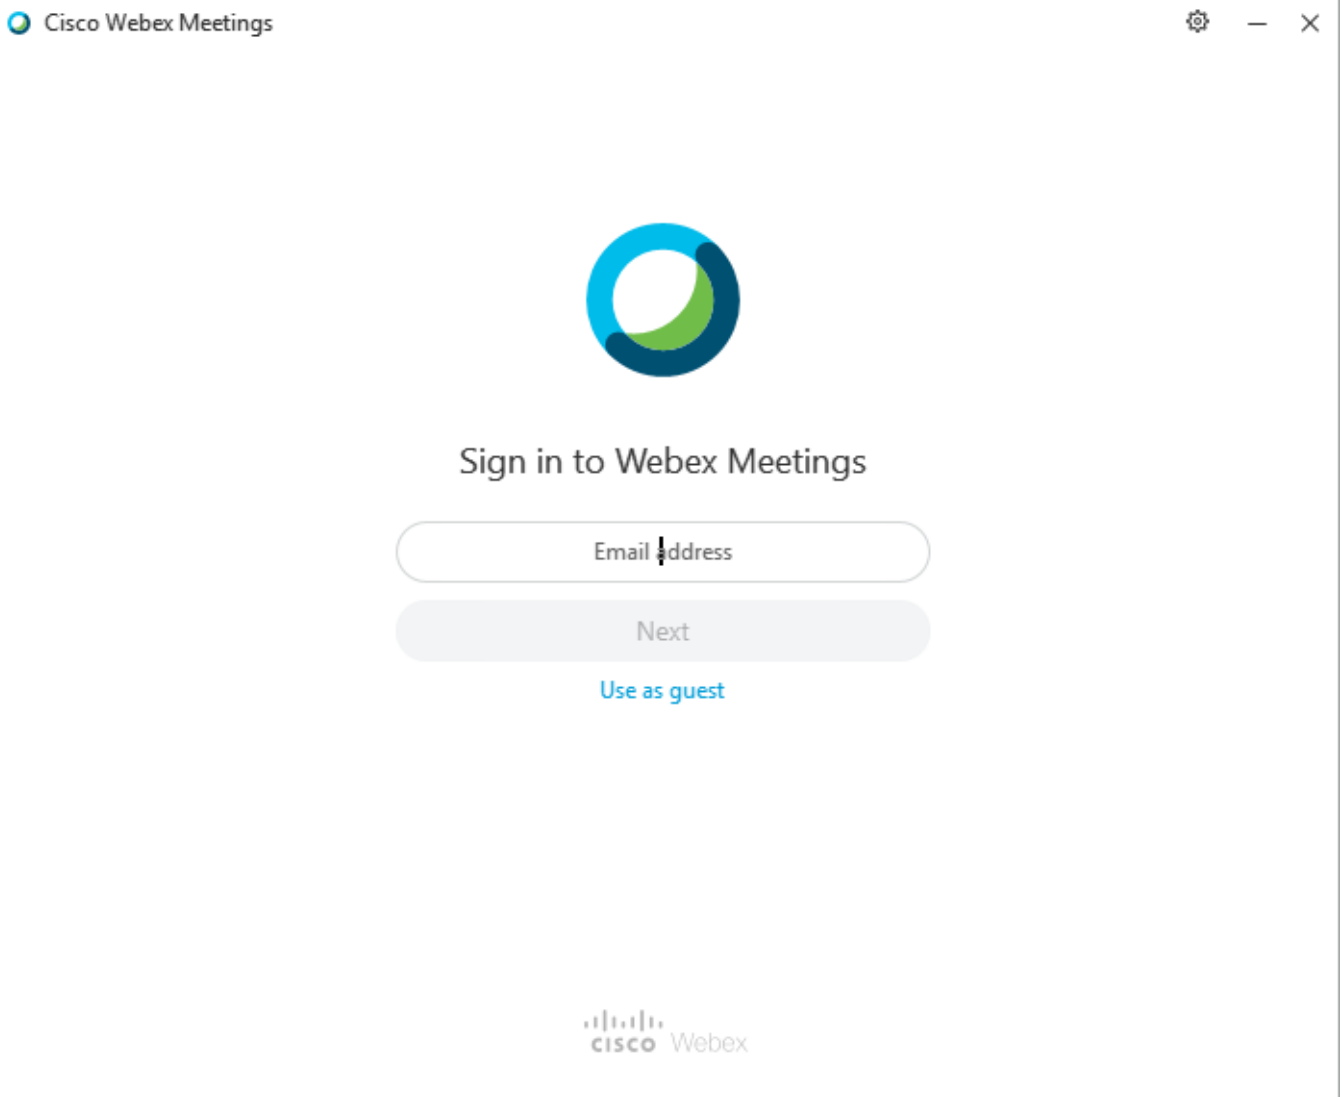 Cisco Webex Meetings
Sign in to Webex Meetings
Email address
Next
Use as guest
cisco Webex